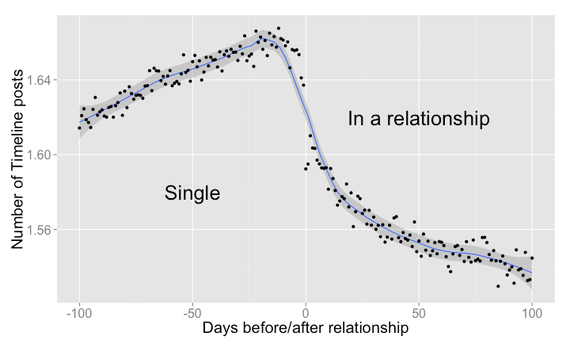 Number of Timeline posts
1.64
1.60
1.56
In a relationship
Single
-100 -50 0 50 100
Days before/after relationship